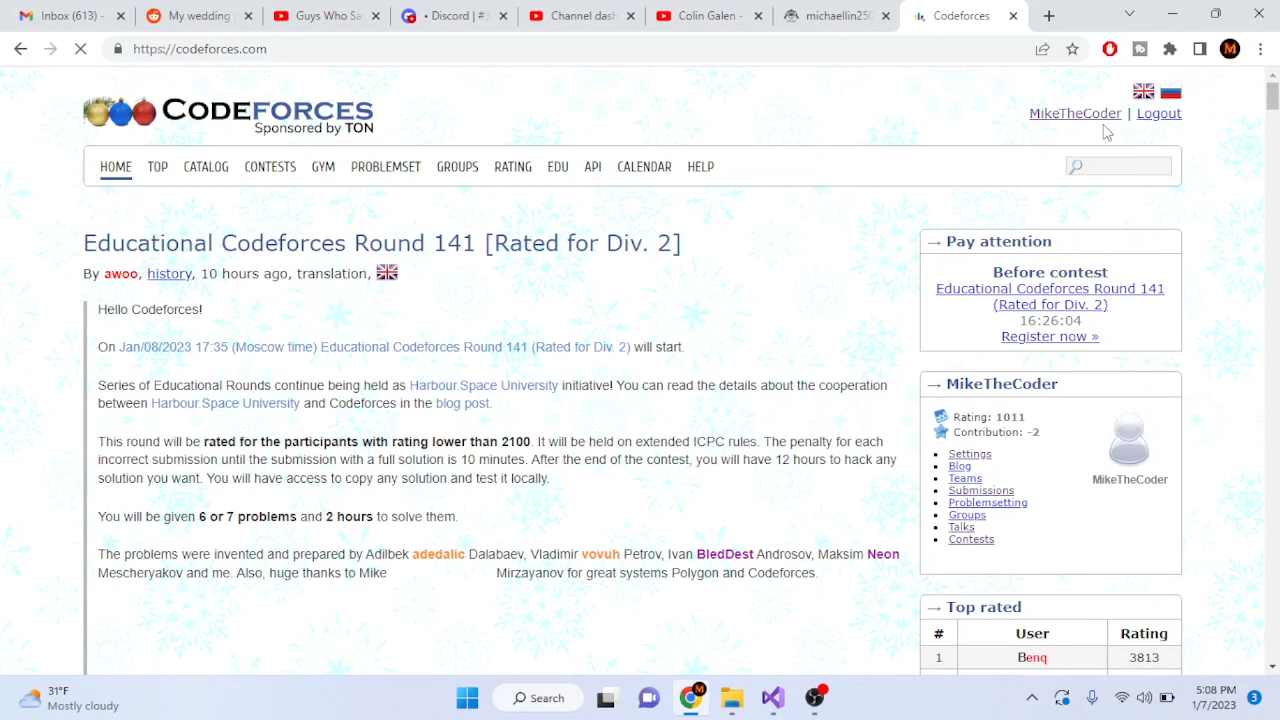 Inbox (613) -
My wedding
Guys Who Sa
• Discord | #
Channel dash
Colin Galen -
michaellin250
Codeforces
https://codeforces.com
CODEFORCES
Sponsored by TON
MikeTheCoder | Logout
HOME TOP CATALOG CONTESTS GYM PROBLEMSET GROUPS RATING EDU API CALENDAR HELP
Educational Codeforces Round 141 [Rated for Div. 2]
By awoo, history, 10 hours ago, translation,
Hello Codeforces!
On Jan/08/2023 17:35 (Moscow time) Educational Codeforces Round 141 (Rated for Div. 2) will start.
Series of Educational Rounds continue being held as Harbour.Space University initiative! You can read the details about the cooperation
between Harbour.Space University and Codeforces in the blog post.
This round will be rated for the participants with rating lower than 2100. It will be held on extended ICPC rules. The penalty for each
incorrect submission until the submission with a full solution is 10 minutes. After the end of the contest, you will have 12 hours to hack any
solution you want. You will have access to copy any solution and test it locally.
You will be given 6 or 7 problems and 2 hours to solve them.
The problems were invented and prepared by Adilbek adedalic Dalabaev, Vladimir vovuh Petrov, Ivan BledDest Androsov, Maksim Neon
Mescheryakov and me. Also, huge thanks to Mike Mirzayanov for great systems Polygon and Codeforces.
→ Pay attention
Before contest
Educational Codeforces Round 141
(Rated for Div. 2)
16:26:04
Register now »
→ MikeTheCoder
Rating: 1011
Contribution: -2
Settings
Blog
Teams
Submissions
Problemsetting
Groups
Talks
Contests
MikeTheCoder
→ Top rated
# User Rating
1 Benq 3813
31°F
Mostly cloudy
Search
5:08 PM
1/7/2023
3